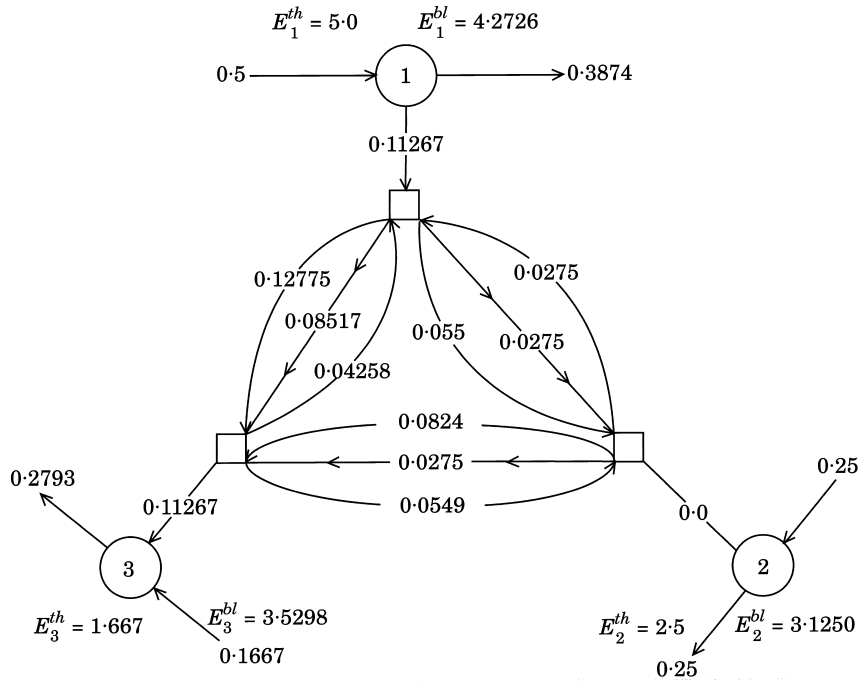 E_1^{th} = 5·0 E_1^{bl} = 4·2726
0·5 1 0·3874
0·11267
0·12775 0·0275
0·08517 0·055 0·0275
0·04258
0·0824
0·0275
0·0549
0·2793 0·25
0·11267 0·0
3 2
E_3^{th} = 1·667 E_3^{bl} = 3·5298 E_2^{th} = 2·5 E_2^{bl} = 3·1250
0·1667 0·25